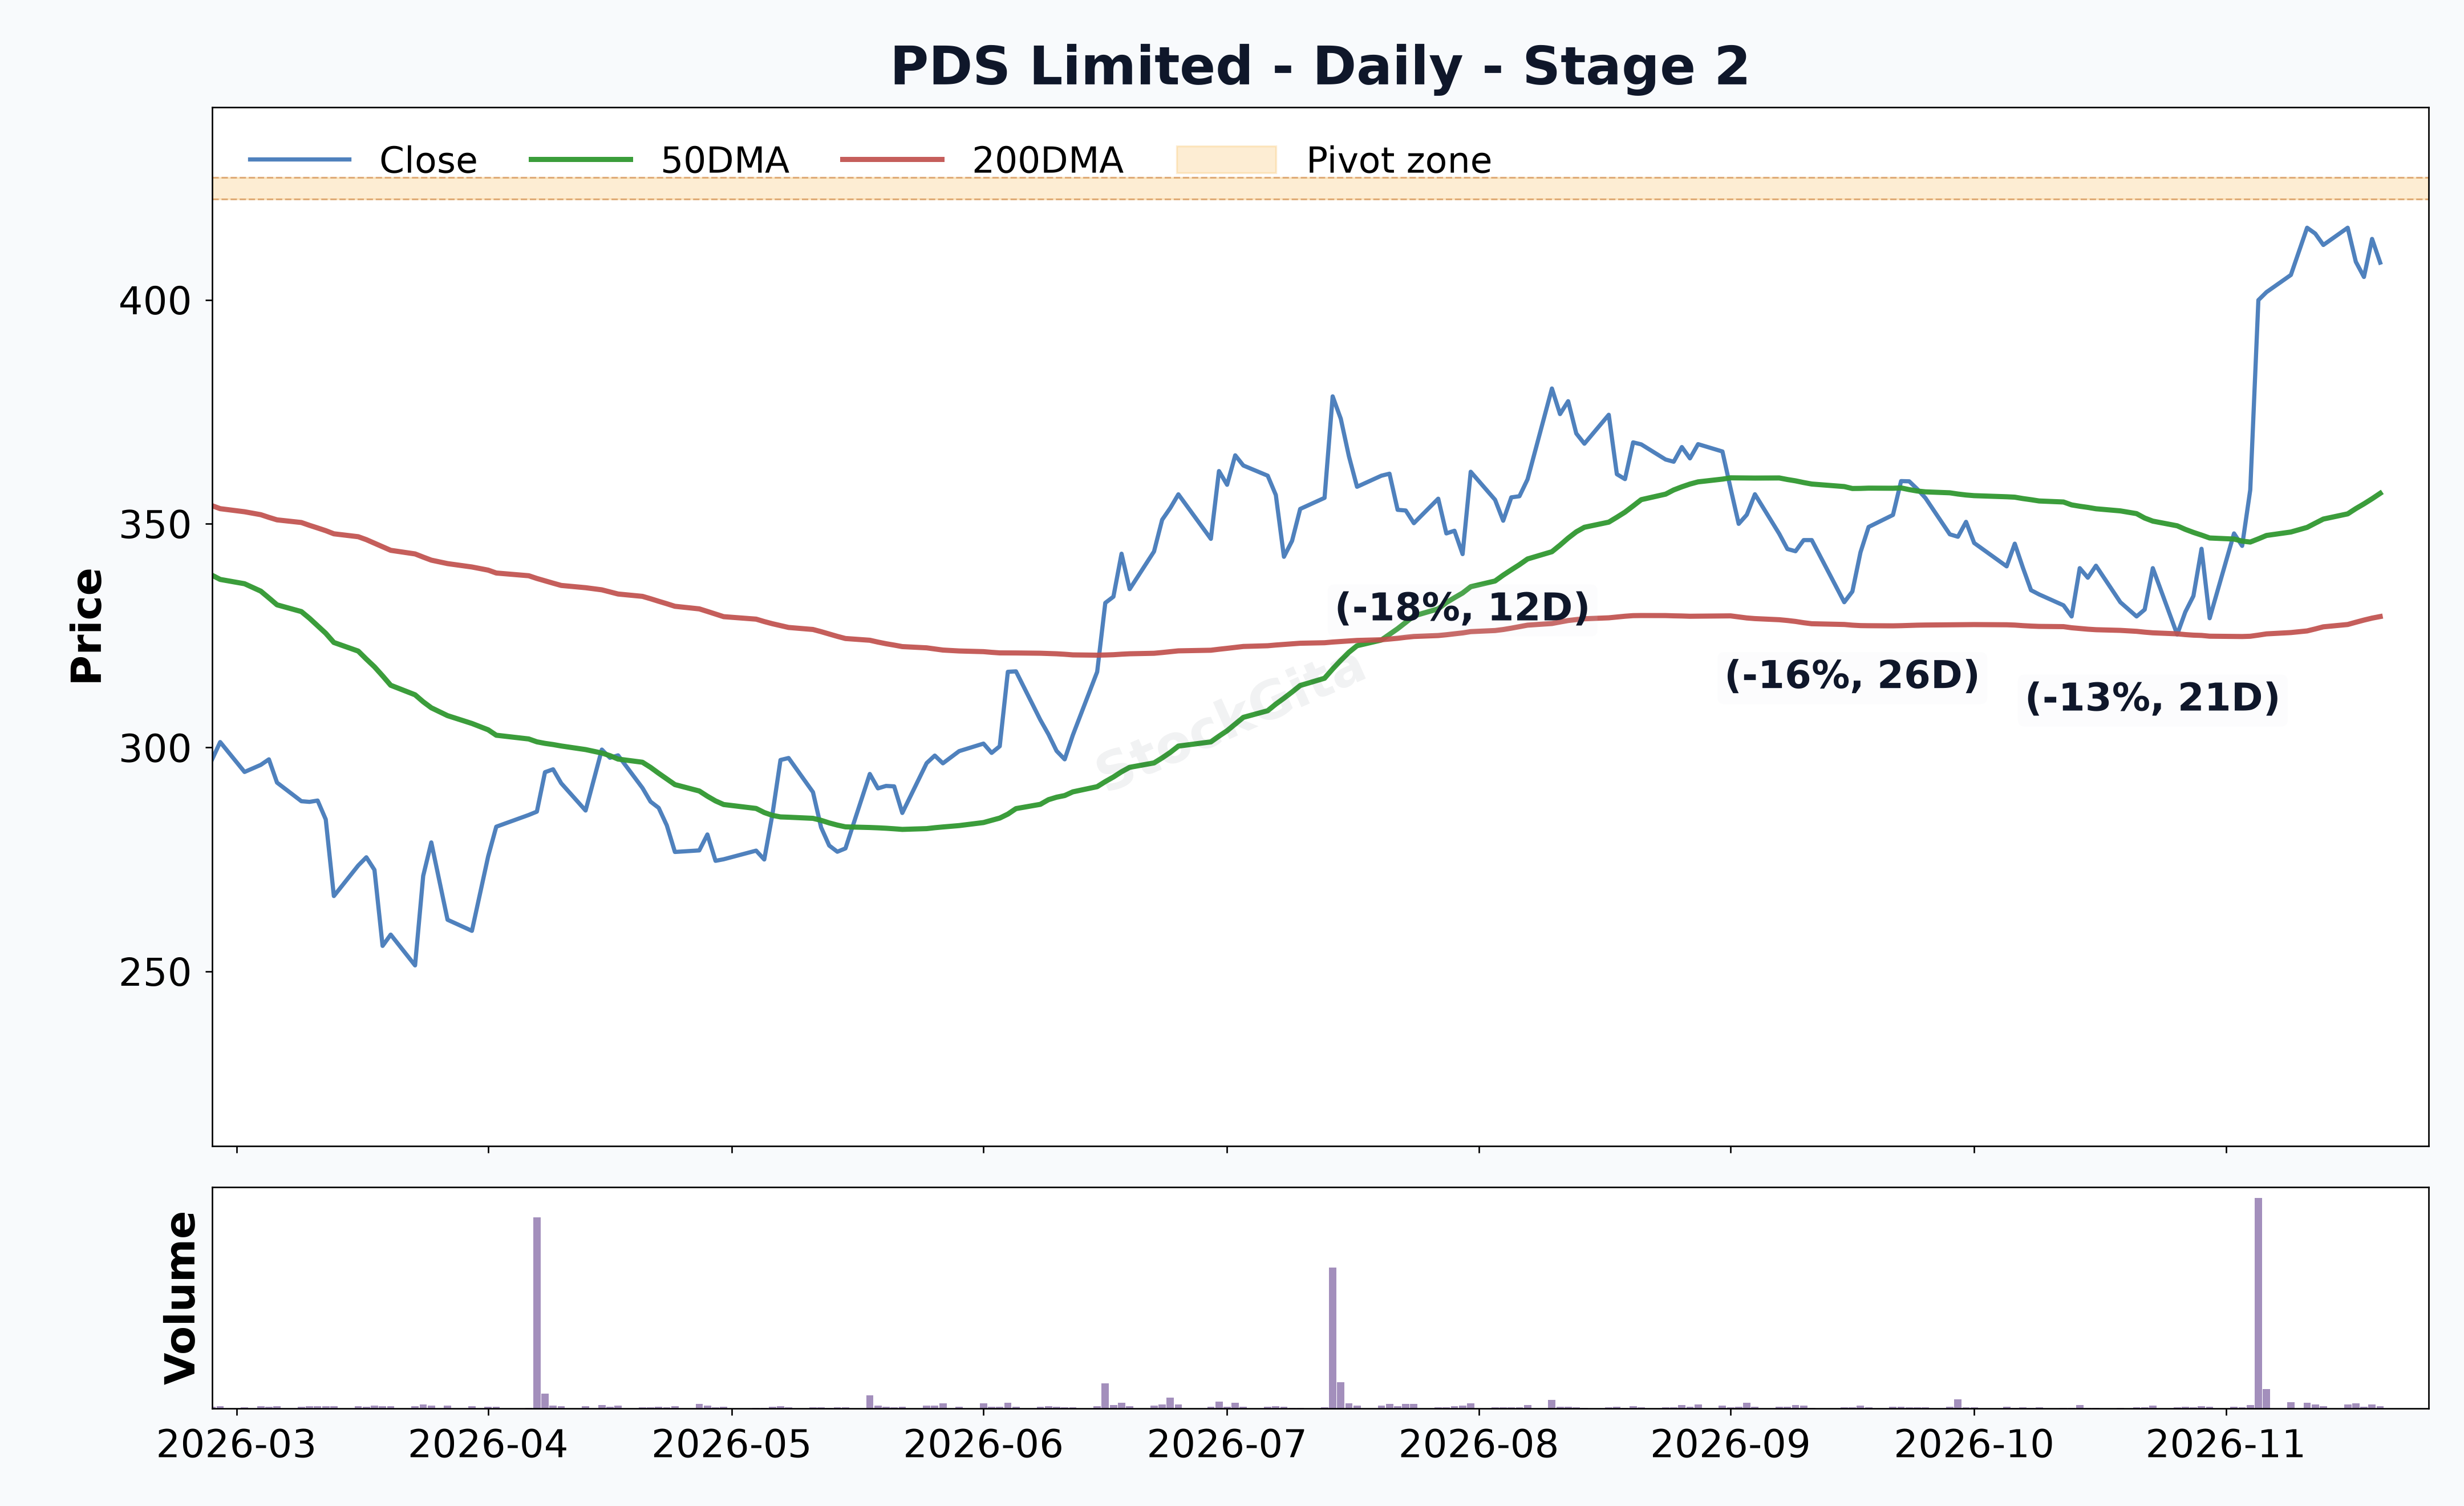 PDS Limited - Daily - Stage 2
Close 50DMA 200DMA Pivot zone
400
350
300
250
Price
(-18%, 12D)
(-16%, 26D)
(-13%, 21D)
StockGita
Volume
2026-03 2026-04 2026-05 2026-06 2026-07 2026-08 2026-09 2026-10 2026-11